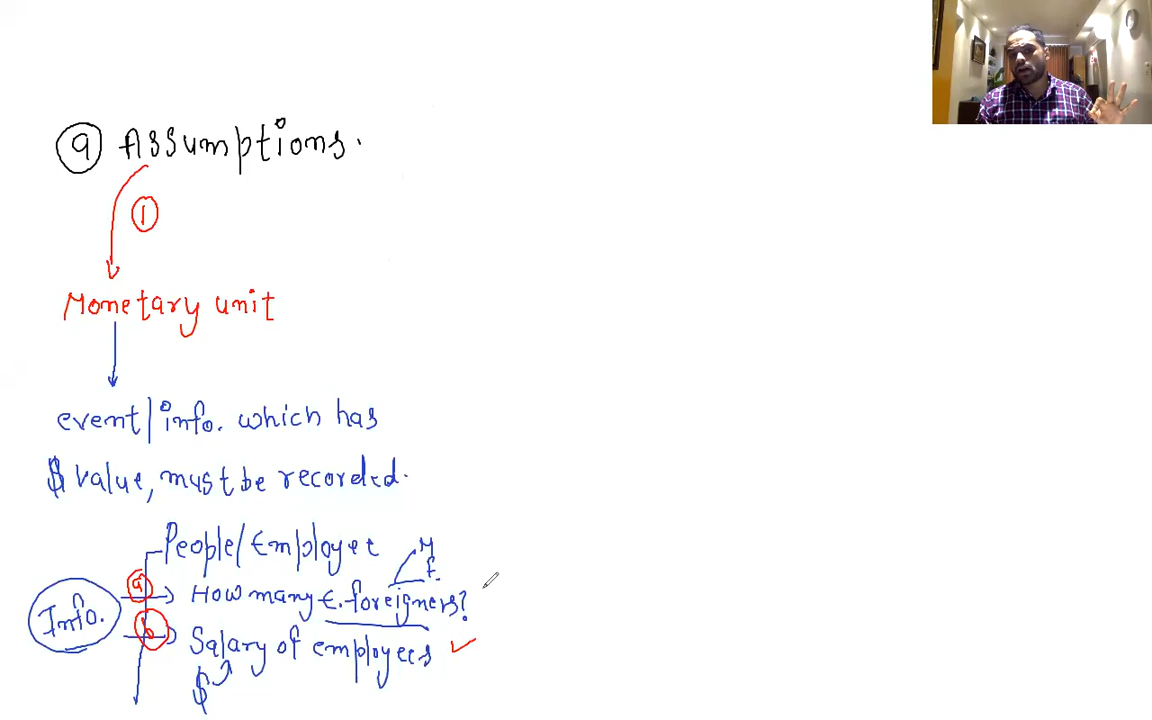 9 Assumptions.
1
Monetary unit
event/info. which has
$ value, must be recorded.
People/Employee
M
F.
a How many E. foreigners?
Info.
b Salary of employees ✓
$